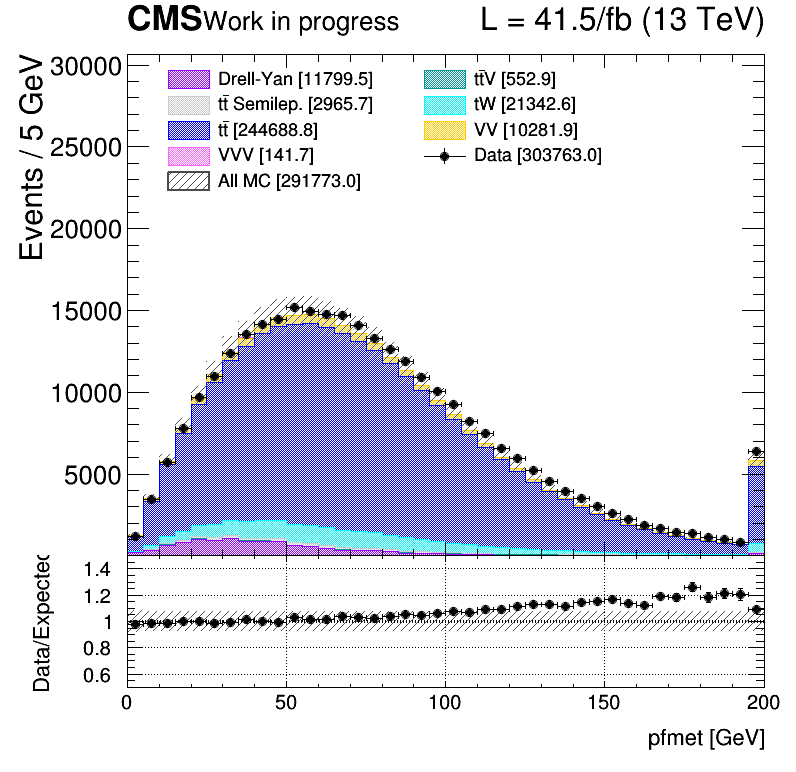 CMS Work in progress L = 41.5/fb (13 TeV)
Events / 5 GeV
30000
25000
20000
15000
10000
5000
Drell-Yan [11799.5]
tt̄ Semilep. [2965.7]
tt̄ [244688.8]
VVV [141.7]
All MC [291773.0]
tt̄V [552.9]
tW [21342.6]
VV [10281.9]
Data [303763.0]
Data/Expected
1.4
1.2
1
0.8
0.6
0 50 100 150 200
pfmet [GeV]